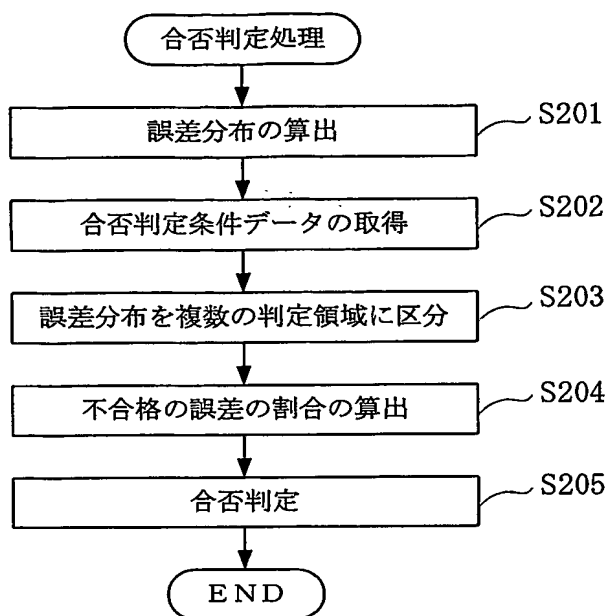 合否判定処理
誤差分布の算出
S201
合否判定条件データの取得
S202
誤差分布を複数の判定領域に区分
S203
不合格の誤差の割合の算出
S204
合否判定
S205
END